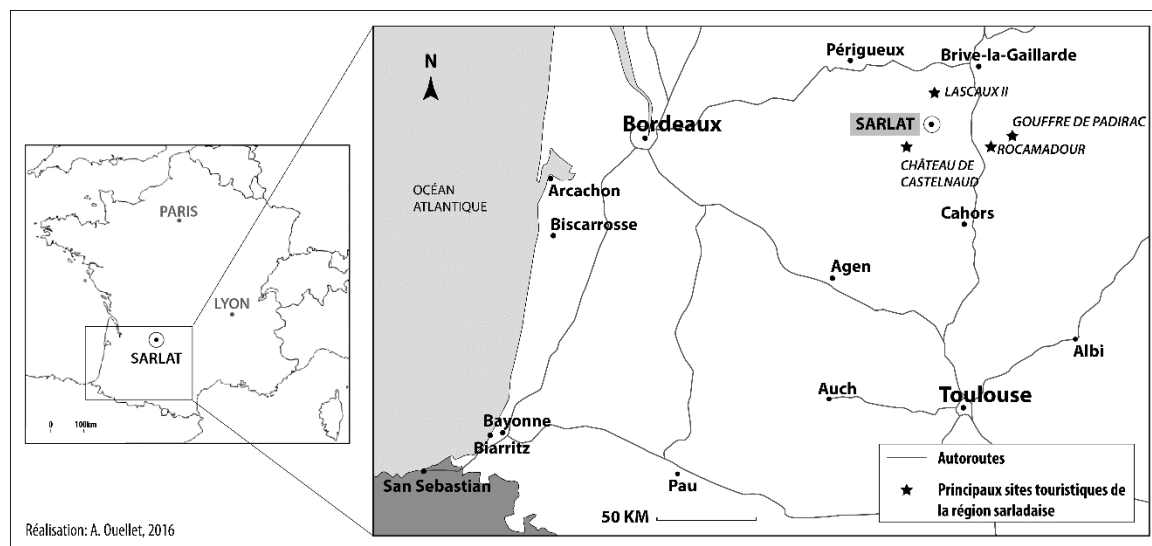 PARIS
LYON
SARLAT
0 100km
Réalisation: A. Ouellet, 2016
N
OCÉAN
ATLANTIQUE
Périgueux
Brive-la-Gaillarde
LASCAUX II
Bordeaux
SARLAT
GOUFFRE DE PADIRAC
ROCAMADOUR
CHÂTEAU DE
CASTELNAUD
Arcachon
Biscarrosse
Cahors
Agen
Albi
Auch
Toulouse
Bayonne
Biarritz
San Sebastian
Pau
50 KM
Autoroutes
Principaux sites touristiques de
la région sarladaise